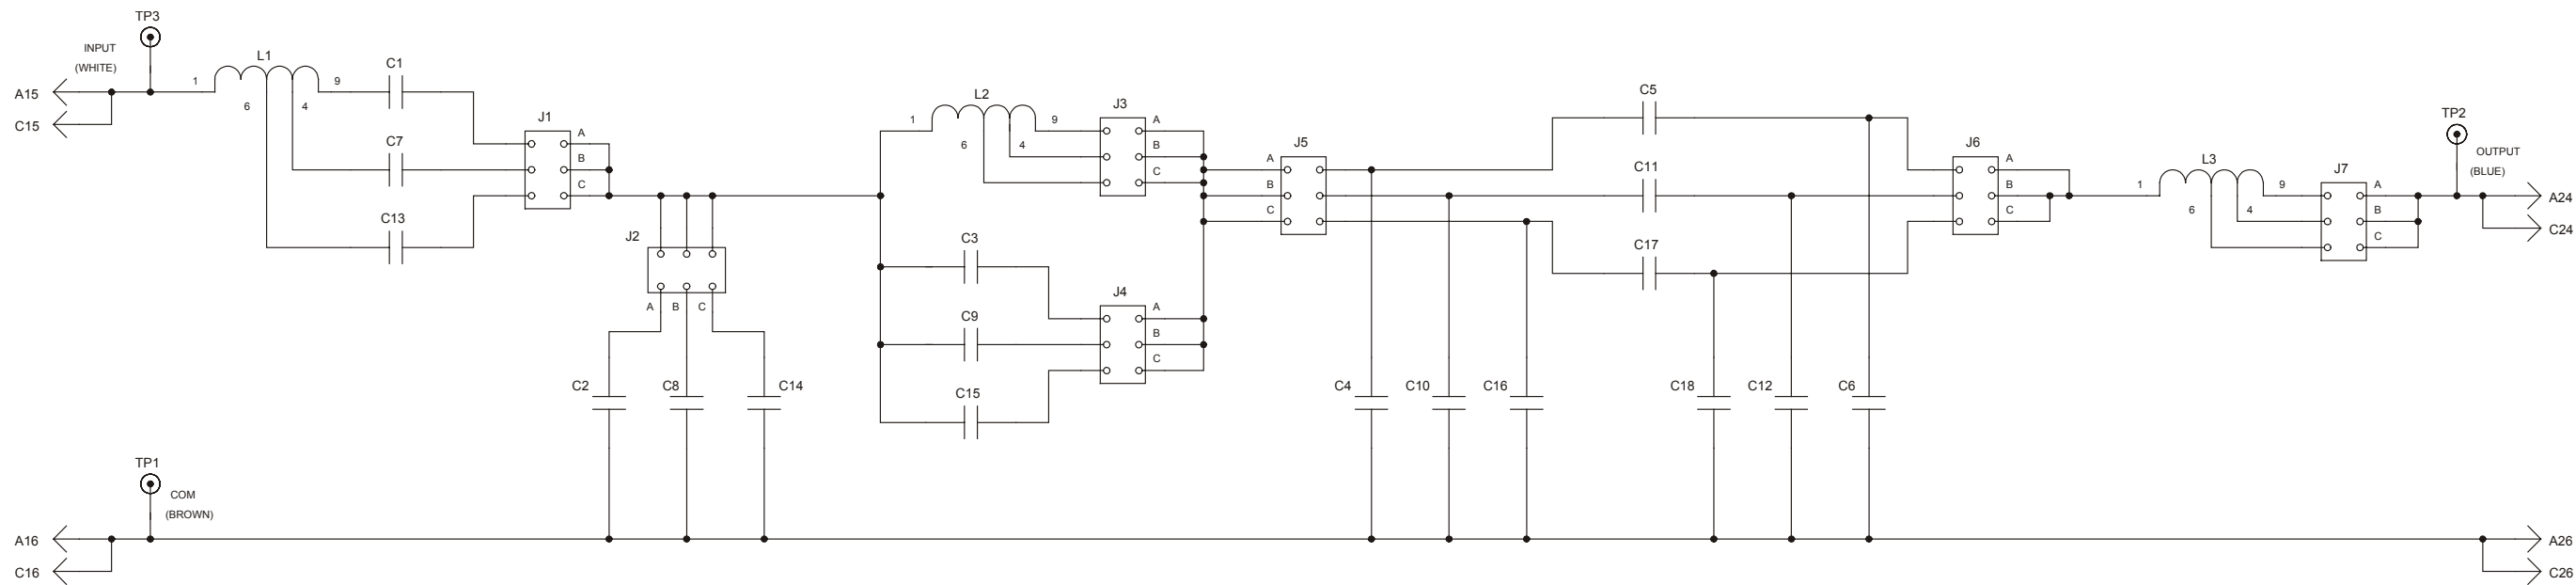 TP3
INPUT
(WHITE)
A15
C15
L1
1
6
4
9
C1
C7
C13
J1
A
B
C
J2
A
B
C
C2
C8
C14
L2
1
6
4
9
J3
A
B
C
C3
C9
C15
J4
A
B
C
J5
A
B
C
C5
C11
C17
C4
C10
C16
C18
C12
C6
J6
A
B
C
L3
1
6
4
9
J7
A
B
C
TP2
OUTPUT
(BLUE)
A24
C24
TP1
COM
(BROWN)
A16
C16
A26
C26